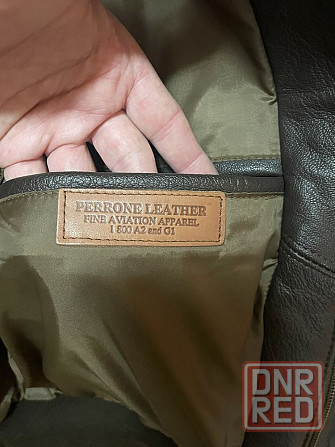 PERRONE LEATHER
FINE AVIATION APPAREL
1 800 A2 and G1
DNR
RED